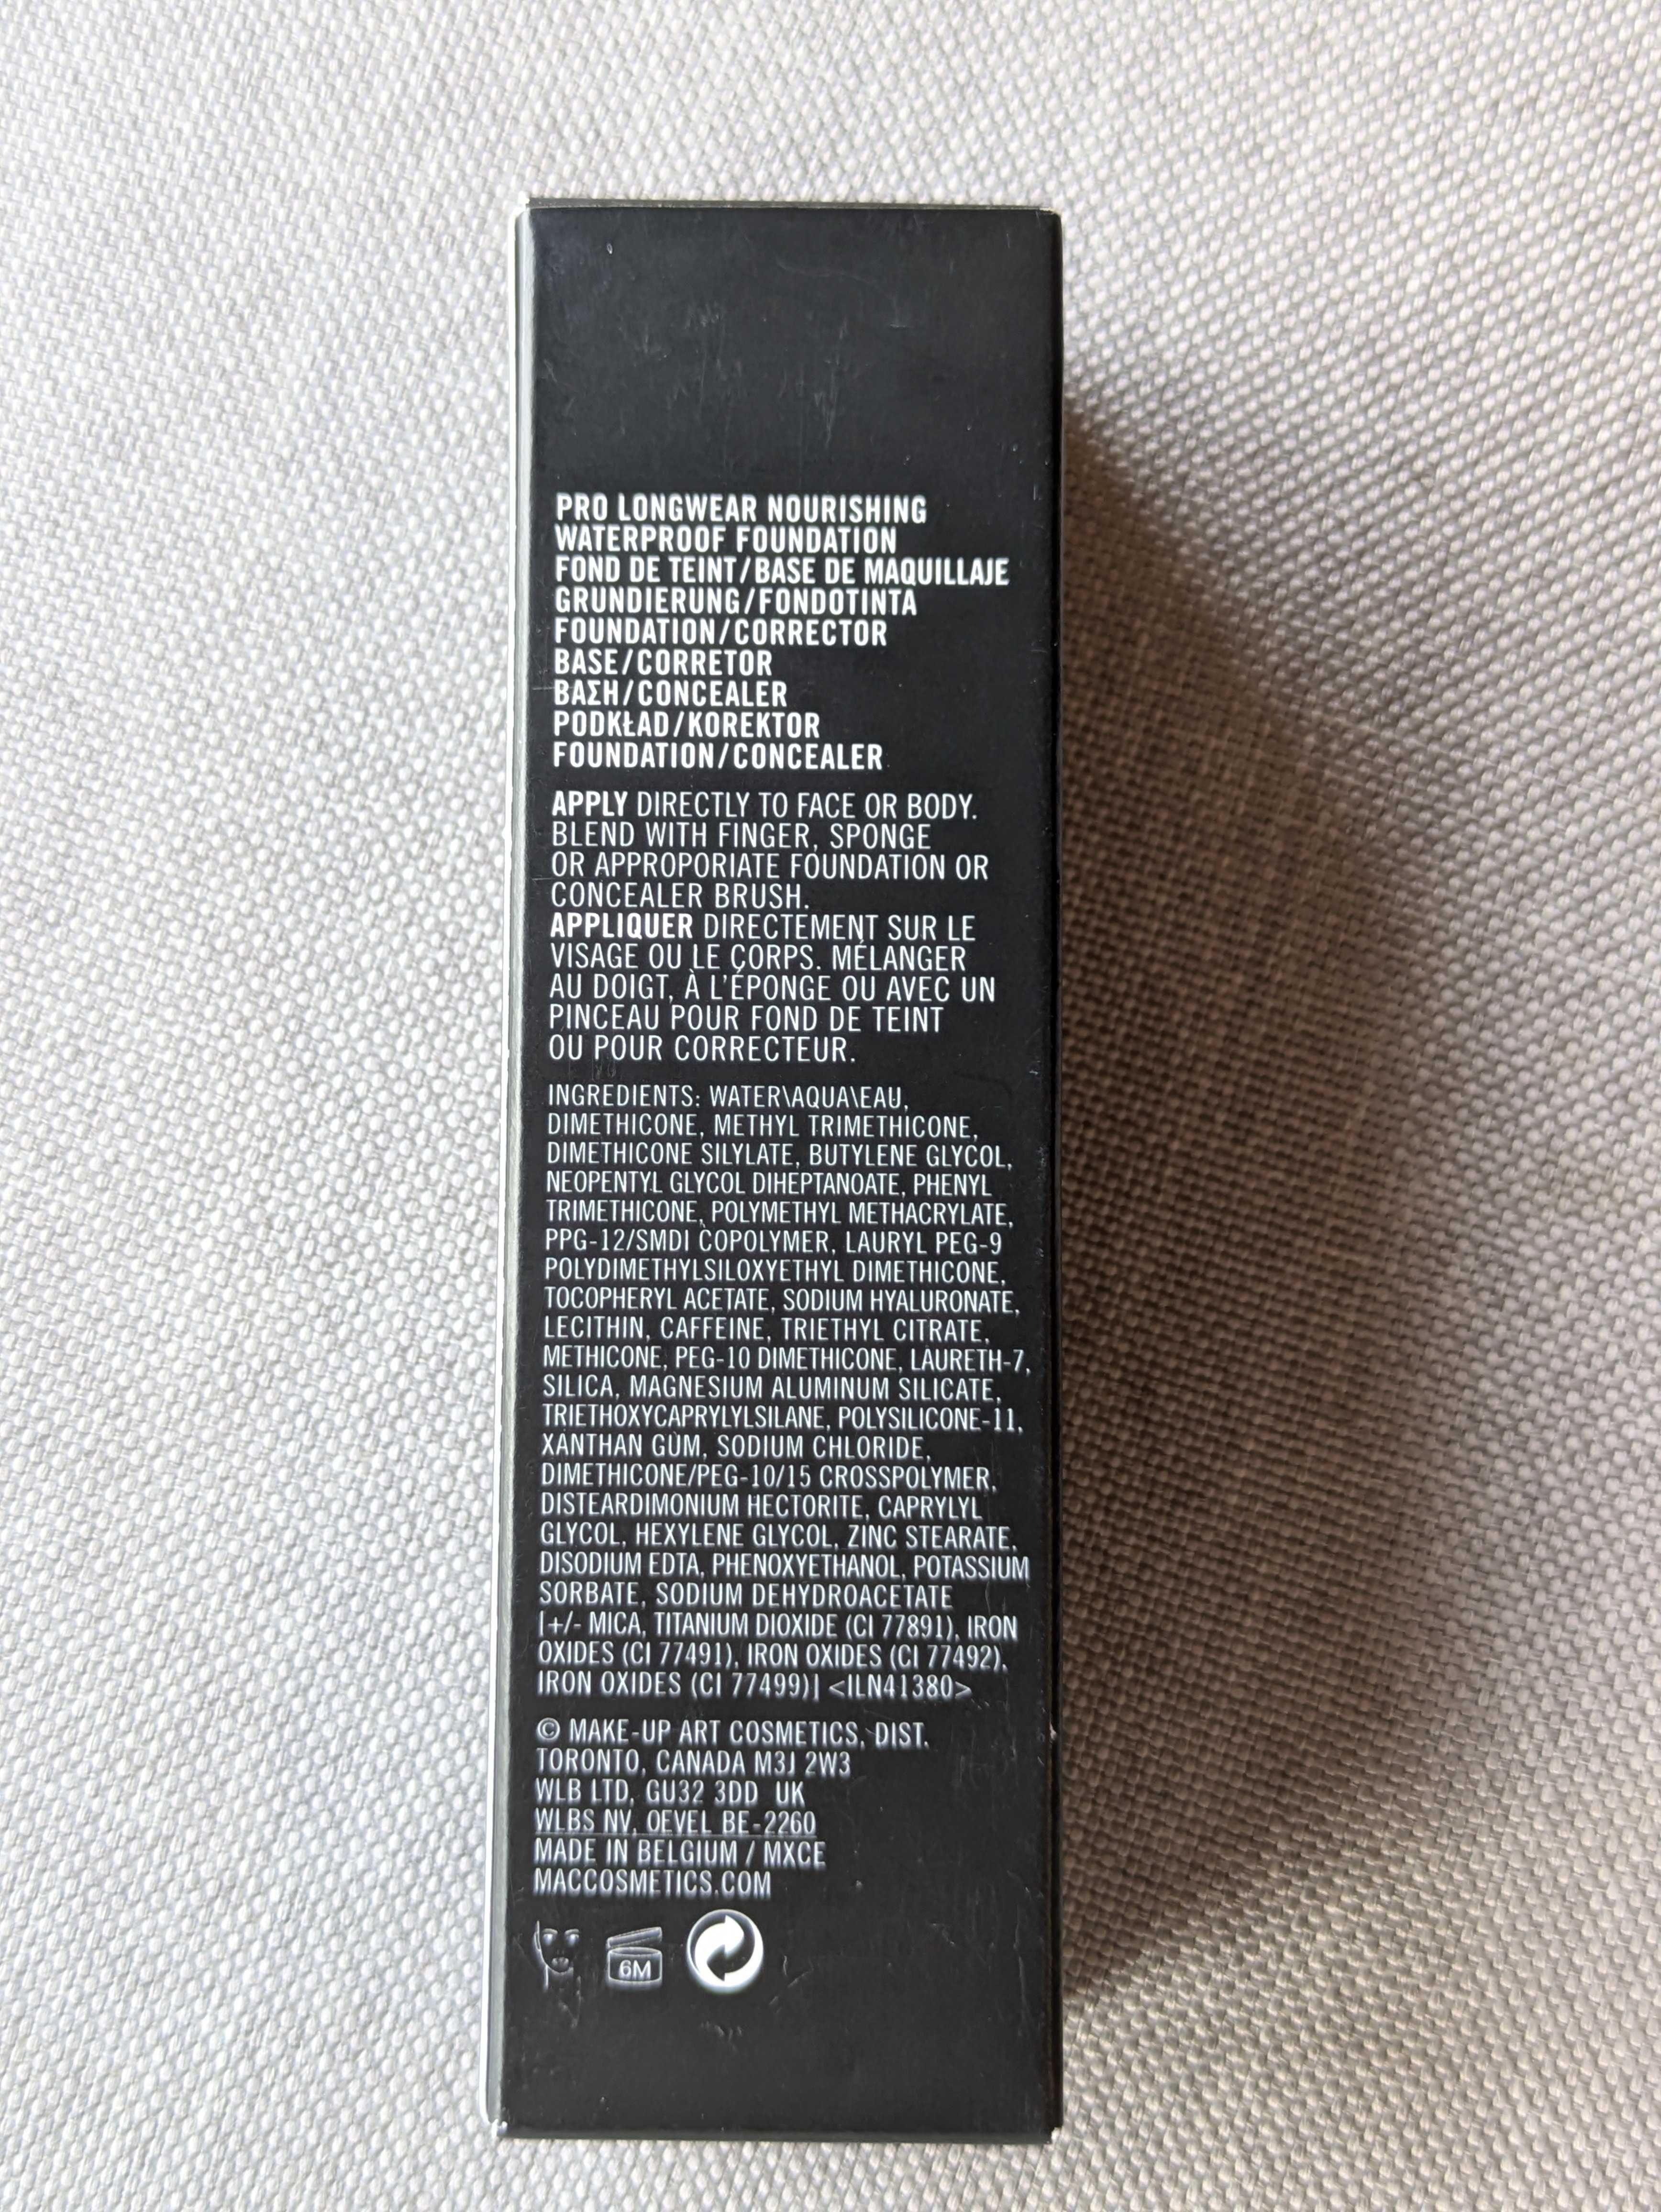 PRO LONGWEAR NOURISHING
WATERPROOF FOUNDATION
FOND DE TEINT/BASE DE MAQUILLAJE
GRUNDIERUNG/FONDOTINTA
FOUNDATION/CORRECTOR
BASE/CORRETOR
ΒΑΣΗ/CONCEALER
PODKŁAD/KOREKTOR
FOUNDATION/CONCEALER
APPLY DIRECTLY TO FACE OR BODY.
BLEND WITH FINGER, SPONGE
OR APPROPORIATE FOUNDATION OR
CONCEALER BRUSH.
APPLIQUER DIRECTEMENT SUR LE
VISAGE OU LE CORPS. MÉLANGER
AU DOIGT, À L'ÉPONGE OU AVEC UN
PINCEAU POUR FOND DE TEINT
OU POUR CORRECTEUR.
INGREDIENTS: WATER\AQUA\EAU,
DIMETHICONE, METHYL TRIMETHICONE,
DIMETHICONE SILYLATE, BUTYLENE GLYCOL,
NEOPENTYL GLYCOL DIHEPTANOATE, PHENYL
TRIMETHICONE, POLYMETHYL METHACRYLATE,
PPG-12/SMDI COPOLYMER, LAURYL PEG-9
POLYDIMETHYLSILOXYETHYL DIMETHICONE,
TOCOPHERYL ACETATE, SODIUM HYALURONATE,
LECITHIN, CAFFEINE, TRIETHYL CITRATE,
METHICONE, PEG-10 DIMETHICONE, LAURETH-7,
SILICA, MAGNESIUM ALUMINUM SILICATE,
TRIETHOXYCAPRYLYLSILANE, POLYSILICONE-11,
XANTHAN GUM, SODIUM CHLORIDE,
DIMETHICONE/PEG-10/15 CROSSPOLYMER,
DISTEARDIMONIUM HECTORITE, CAPRYLYL
GLYCOL, HEXYLENE GLYCOL, ZINC STEARATE,
DISODIUM EDTA, PHENOXYETHANOL, POTASSIUM
SORBATE, SODIUM DEHYDROACETATE
[+/- MICA, TITANIUM DIOXIDE (CI 77891), IRON
OXIDES (CI 77491), IRON OXIDES (CI 77492),
IRON OXIDES (CI 77499)] <ILN41380>
© MAKE-UP ART COSMETICS, DIST.
TORONTO, CANADA M3J 2W3
WLB LTD, GU32 3DD UK
WLBS NV, OEVEL BE-2260
MADE IN BELGIUM / MXCE
MACCOSMETICS.COM
6M